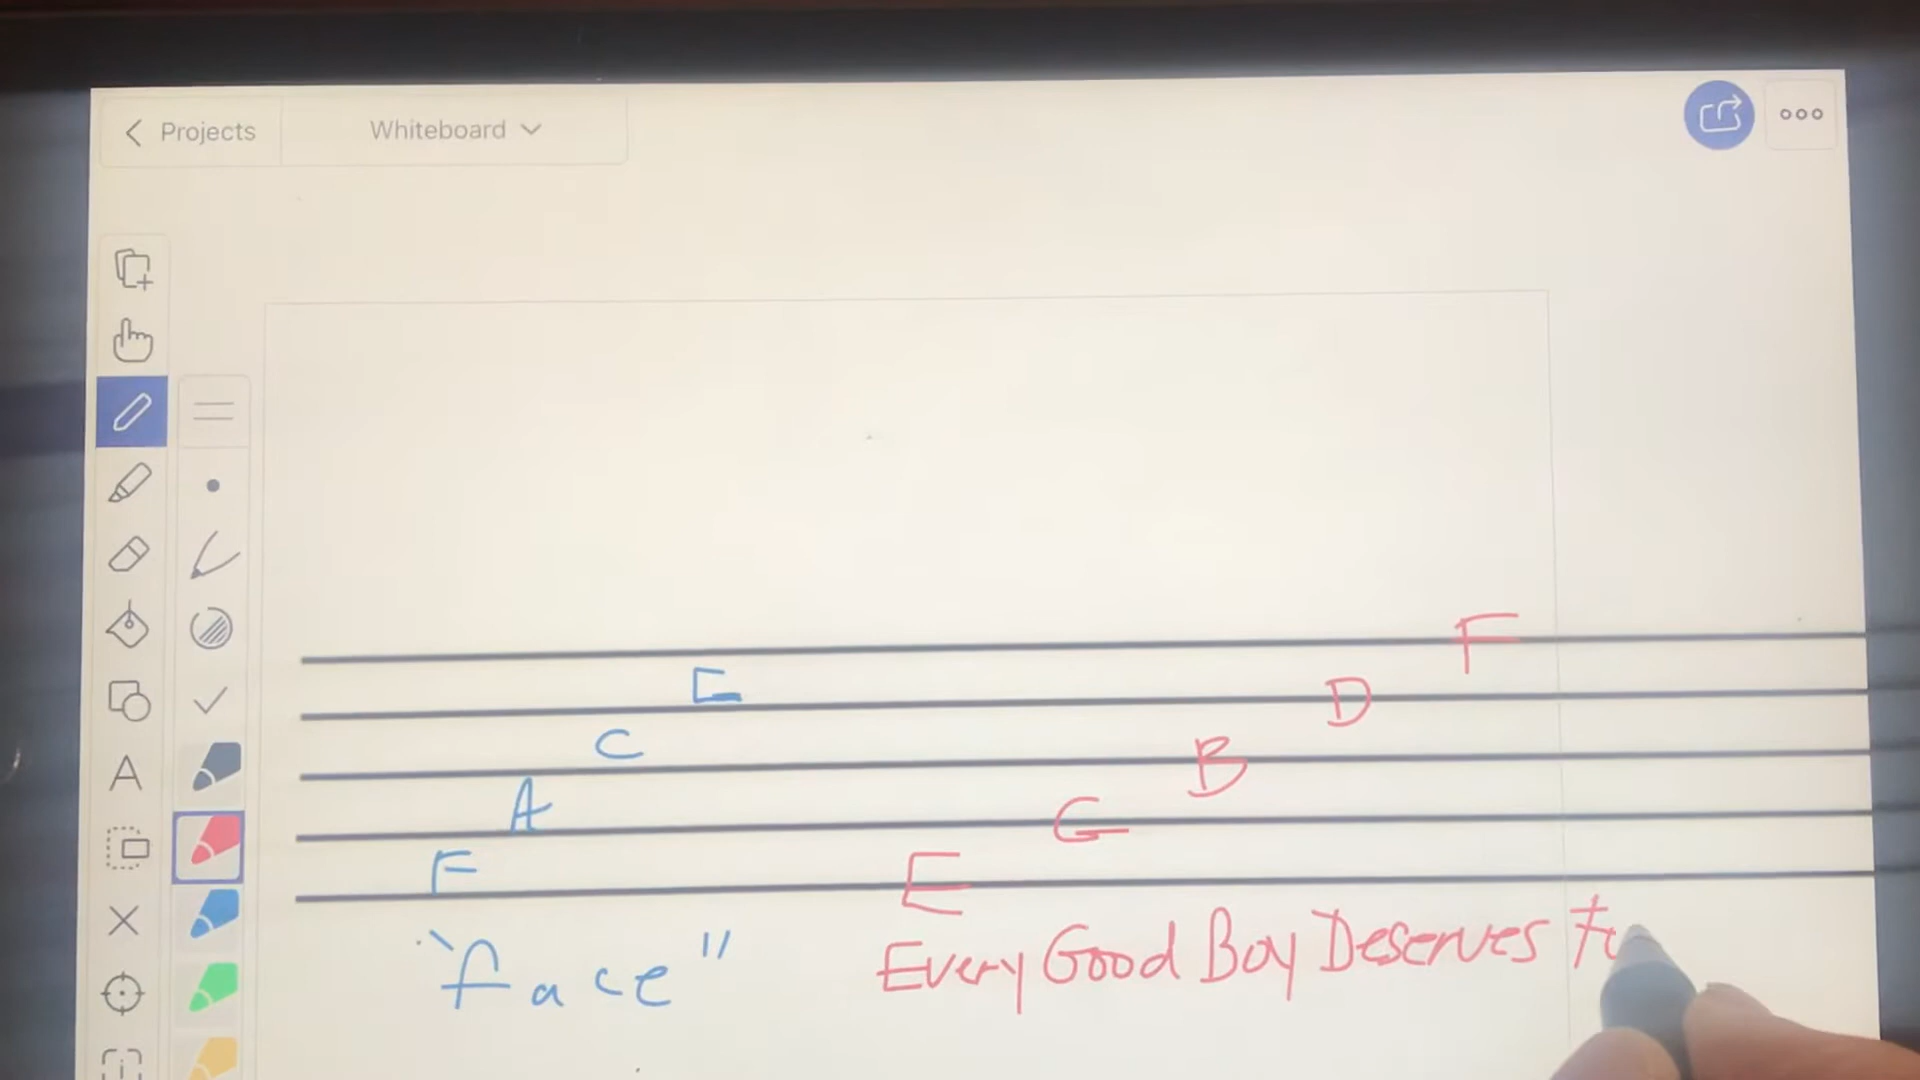 Projects
Whiteboard
A
F
E
D
C
B
A
G
F
E
"face"
Every Good Boy Deserves